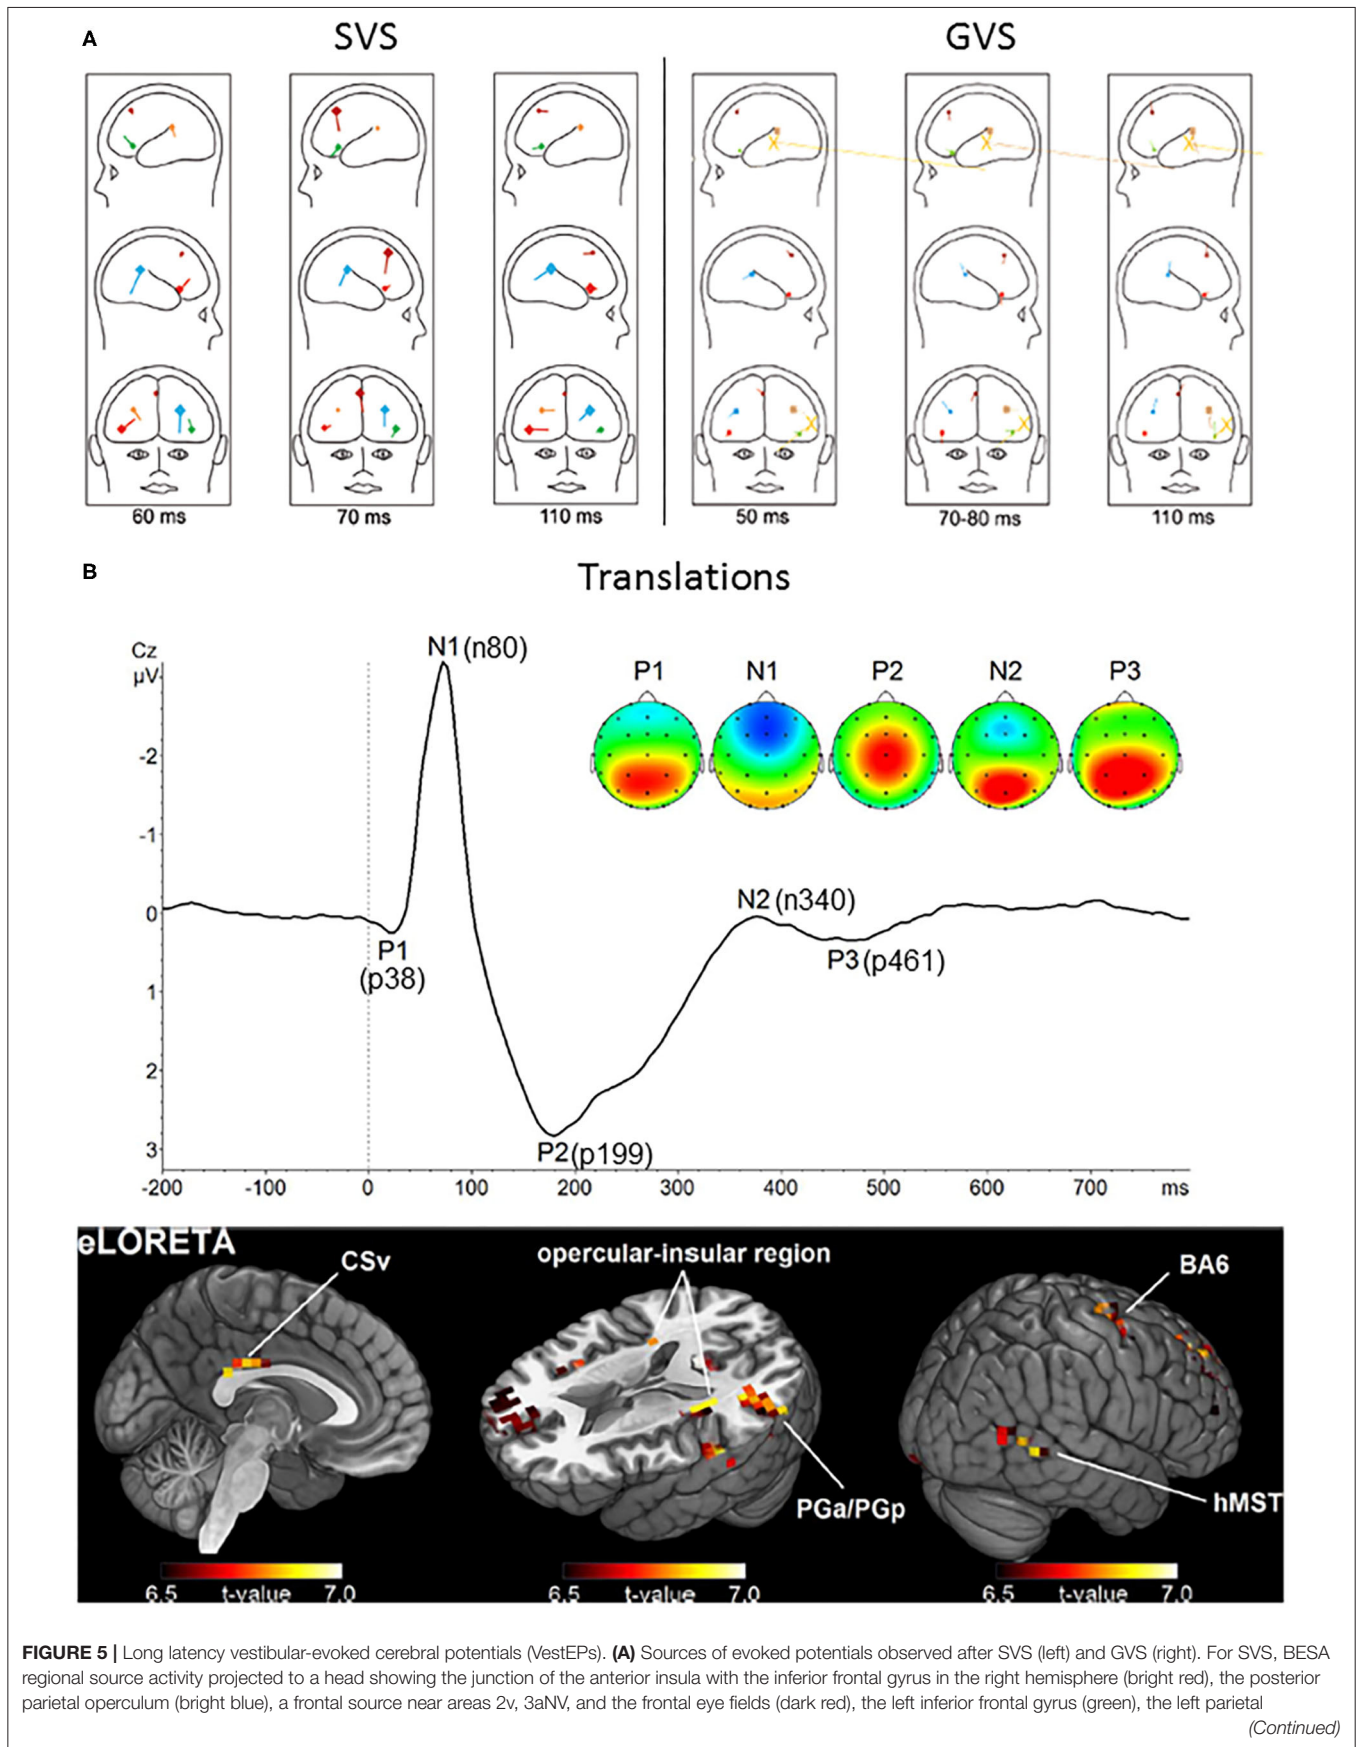 A
SVS
GVS
60 ms
70 ms
110 ms
50 ms
70-80 ms
110 ms
B
Translations
Cz
µV
N1 (n80)
P1
N1
P2
N2
P3
-2
-1
0
1
2
3
P1
(p38)
N2 (n340)
P3 (p461)
P2 (p199)
-200
-100
0
100
200
300
400
500
600
700
ms
eLORETA
CSv
opercular-insular region
BA6
PGa/PGp
hMST
6.5 t-value 7.0
6.5 t-value 7.0
6.5 t-value 7.0
FIGURE 5 | Long latency vestibular-evoked cerebral potentials (VestEPs). (A) Sources of evoked potentials observed after SVS (left) and GVS (right). For SVS, BESA
regional source activity projected to a head showing the junction of the anterior insula with the inferior frontal gyrus in the right hemisphere (bright red), the posterior
parietal operculum (bright blue), a frontal source near areas 2v, 3aNV, and the frontal eye fields (dark red), the left inferior frontal gyrus (green), the left parietal
(Continued)